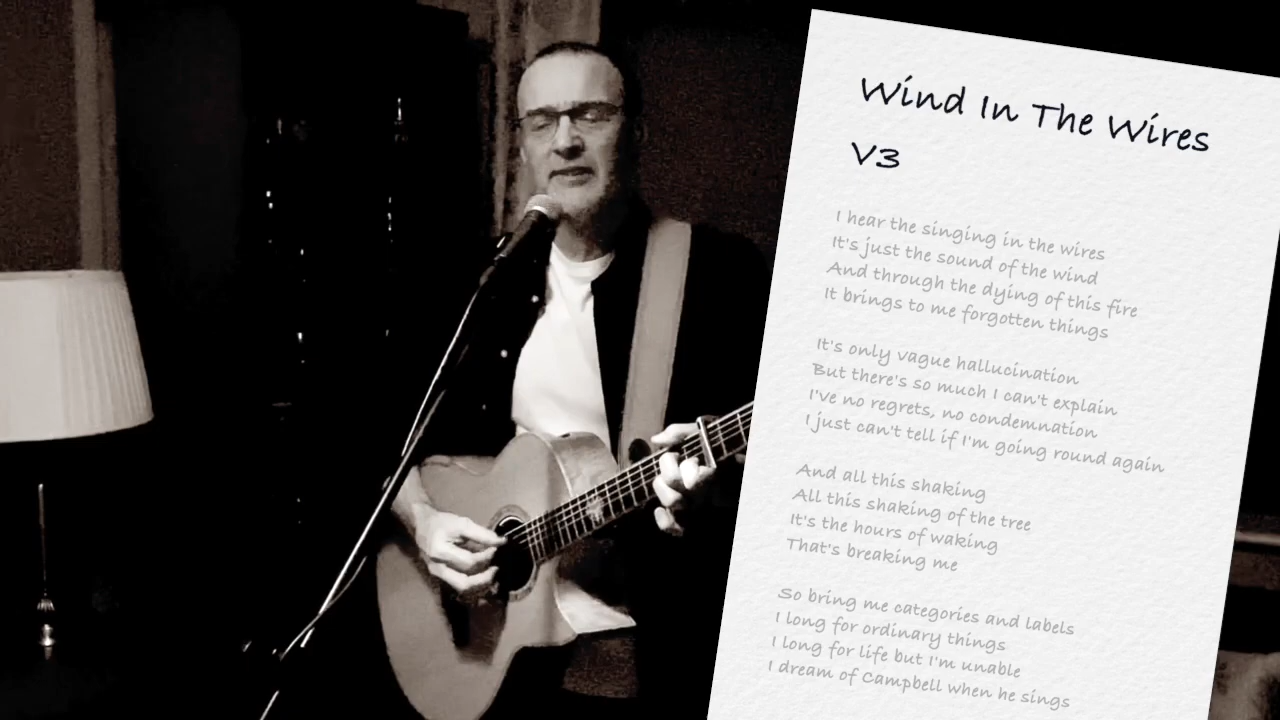 Wind In The Wires
V3
I hear the singing in the wires
It's just the sound of the wind
And through the dying of this fire
It brings to me forgotten things
It's only vague hallucination
But there's so much I can't explain
I've no regrets, no condemnation
I just can't tell if I'm going round again
And all this shaking
All this shaking of the tree
It's the hours of waking
That's breaking me
So bring me categories and labels
I long for ordinary things
I long for life but I'm unable
I dream of Campbell when he sings